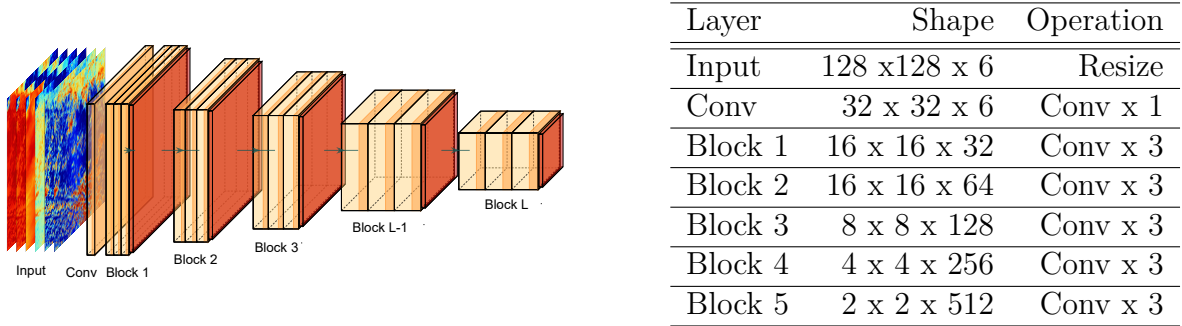 Input
Conv
Block 1
Block 2
Block 3
Block L-1
Block L
Layer Shape Operation
Input 128 x128 x 6 Resize
Conv 32 x 32 x 6 Conv x 1
Block 1 16 x 16 x 32 Conv x 3
Block 2 16 x 16 x 64 Conv x 3
Block 3 8 x 8 x 128 Conv x 3
Block 4 4 x 4 x 256 Conv x 3
Block 5 2 x 2 x 512 Conv x 3